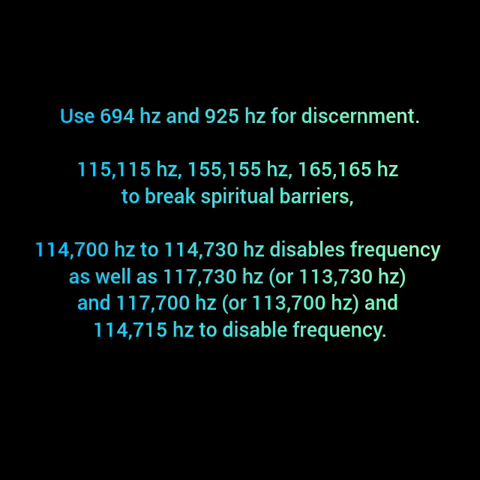 Use 694 hz and 925 hz for discernment.
115,115 hz, 155,155 hz, 165,165 hz
to break spiritual barriers,
114,700 hz to 114,730 hz disables frequency
as well as 117,730 hz (or 113,730 hz)
and 117,700 hz (or 113,700 hz) and
114,715 hz to disable frequency.